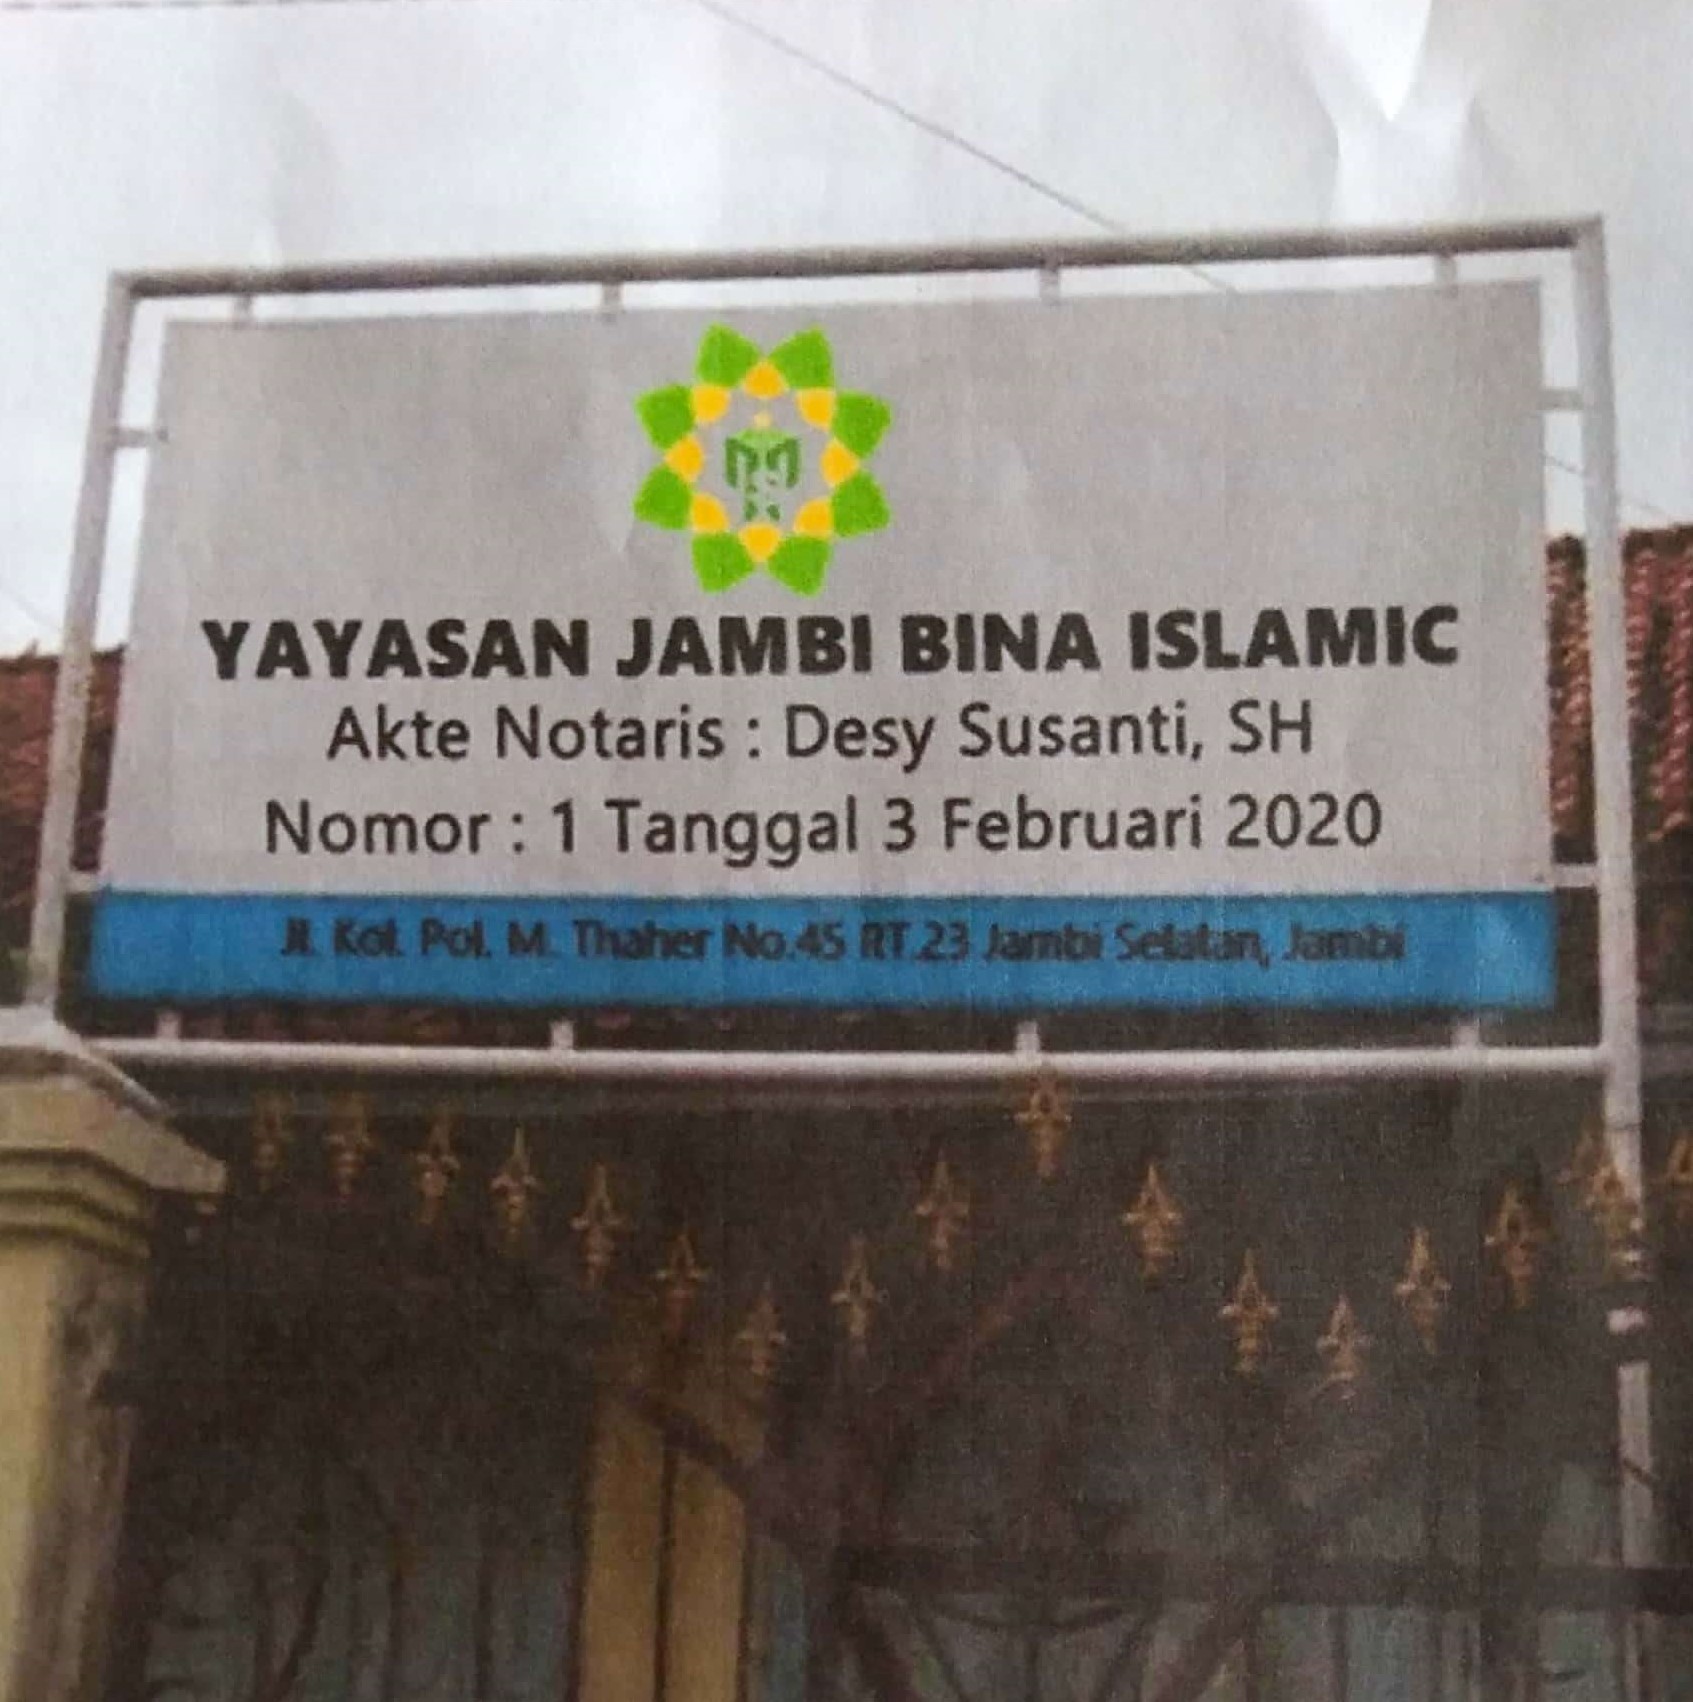 YAYASAN JAMBI BINA ISLAMIC
Akte Notaris : Desy Susanti, SH
Nomor : 1 Tanggal 3 Februari 2020
Jl. Kol. Pol. M. Thaher No.45 RT.23 Jambi Selatan, Jambi